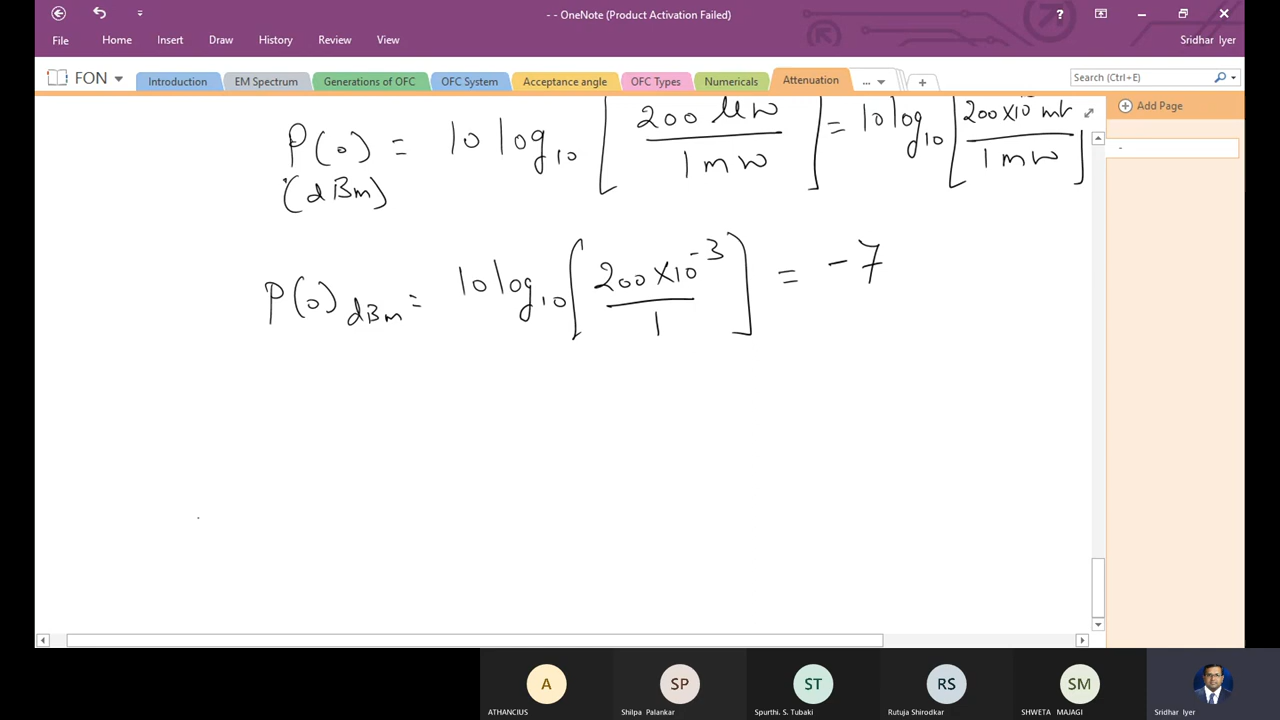 - - OneNote (Product Activation Failed)
?
File Home Insert Draw History Review View
Sridhar Iyer
FON
Introduction EM Spectrum Generations of OFC OFC System Acceptance angle OFC Types Numericals Attenuation ...
Search (Ctrl+E)
Add Page
-
P(0) = 10 log10 [200 μw / 1 mw] = 10 log10 [200×10 mw / 1 mw]
(dBm)
P(0) dBm = 10 log10 [200×10^-3 / 1] = -7
A SP ST RS SM
ATHANCIUS Shilpa Palankar Spurthi. S. Tubaki Rutuja Shirodkar SHWETA MAJAGI Sridhar Iyer